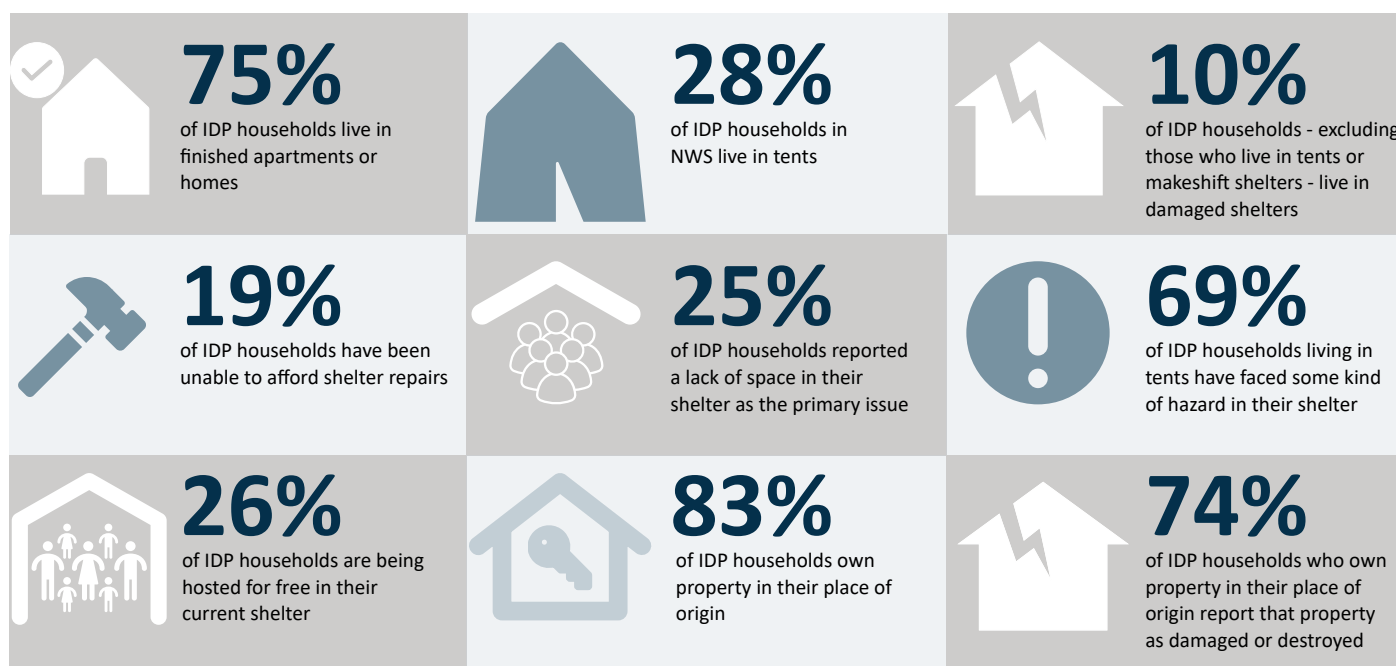 75%
of IDP households live in
finished apartments or
homes
28%
of IDP households in
NWS live in tents
10%
of IDP households - excluding
those who live in tents or
makeshift shelters - live in
damaged shelters
19%
of IDP households have been
unable to afford shelter repairs
25%
of IDP households reported
a lack of space in their
shelter as the primary issue
69%
of IDP households living in
tents have faced some kind
of hazard in their shelter
26%
of IDP households are being
hosted for free in their
current shelter
83%
of IDP households own
property in their place of
origin
74%
of IDP households who own
property in their place of
origin report that property
as damaged or destroyed